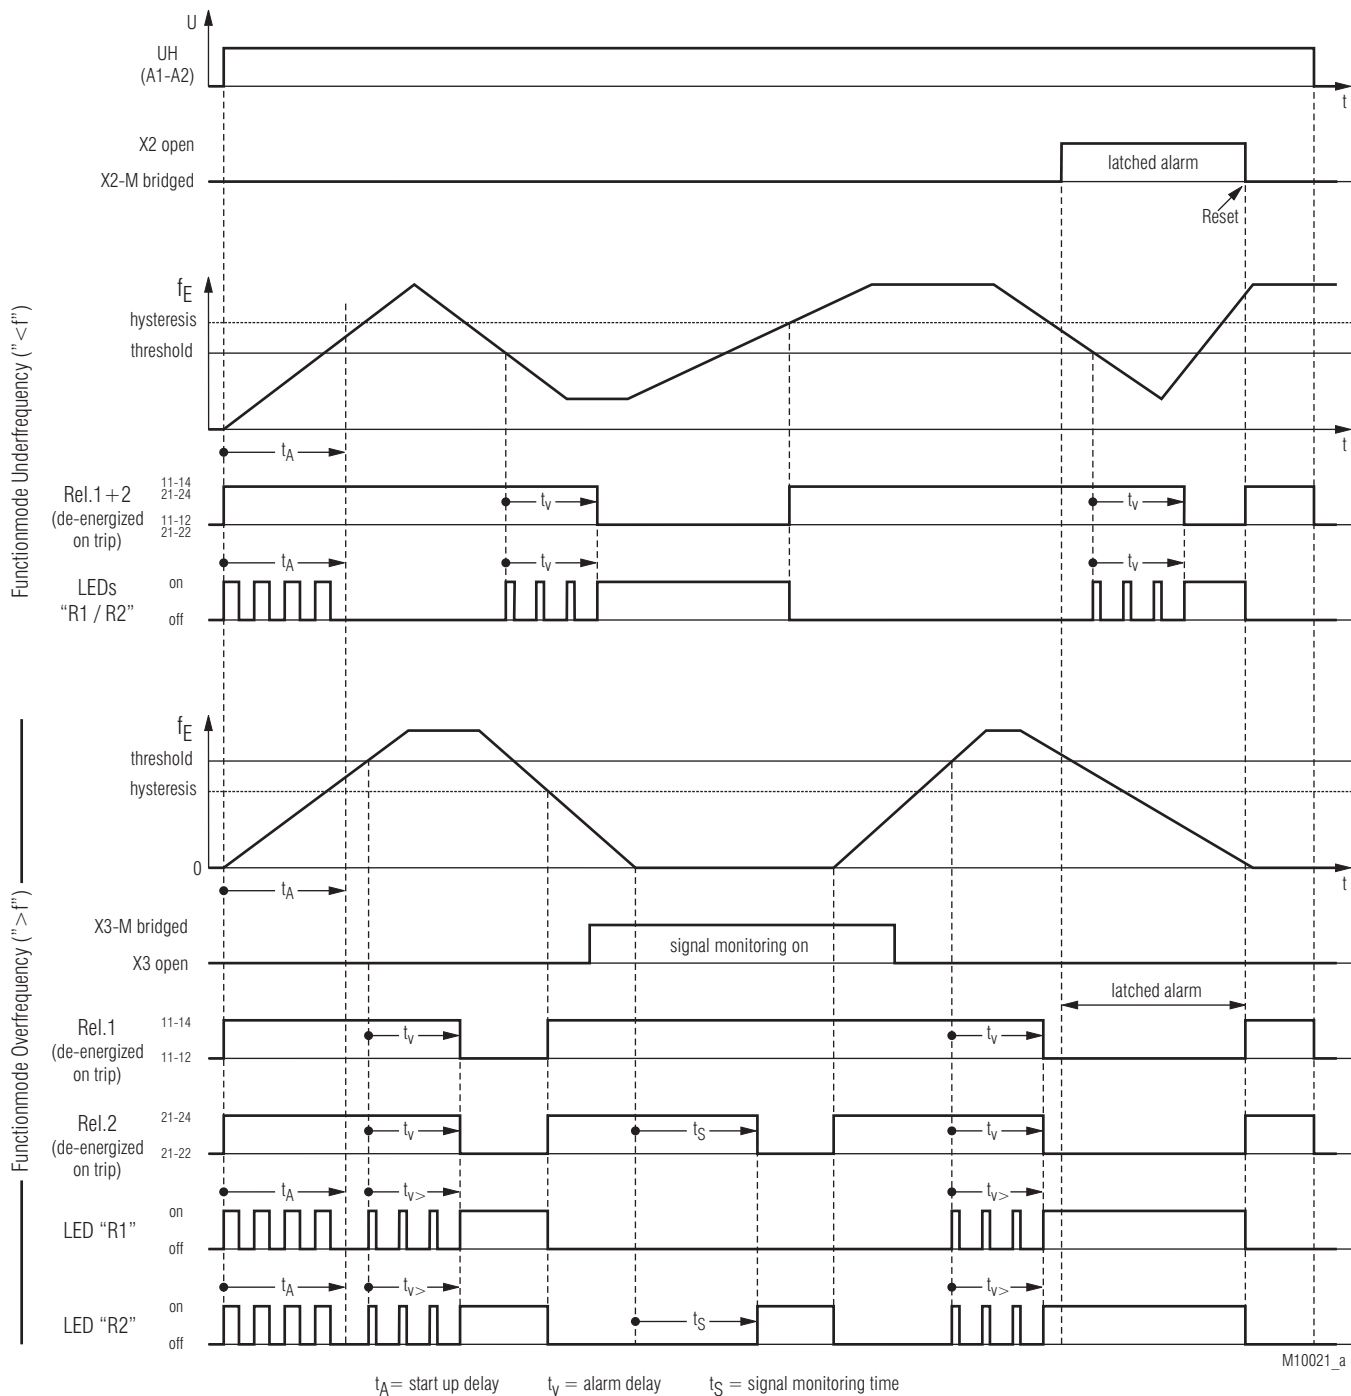 U
UH
(A1-A2)
t
X2 open
latched alarm
X2-M bridged
Reset
Functionmode Underfrequency ("<f")
fE
hysteresis
threshold
t
tA
Rel.1+2
(de-energized
on trip)
11-14
21-24
11-12
21-22
tv
tv
tA
tv
tv
LEDs
“R1 / R2”
on
off
Functionmode Overfrequency (">f")
fE
threshold
hysteresis
0
t
tA
X3-M bridged
signal monitoring on
X3 open
latched alarm
Rel.1
(de-energized
on trip)
11-14
11-12
tv
tv
Rel.2
(de-energized
on trip)
21-24
21-22
tv
tS
tv
tA
tv>
tv>
LED “R1”
on
off
tA
tv>
tv>
LED “R2”
on
off
tS
M10021_a
tA= start up delay
tv= alarm delay
tS= signal monitoring time